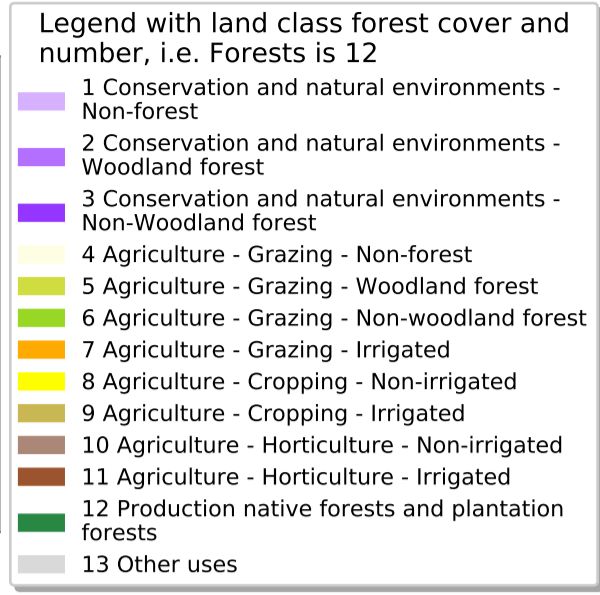 Legend with land class forest cover and
number, i.e. Forests is 12
1 Conservation and natural environments -
Non-forest
2 Conservation and natural environments -
Woodland forest
3 Conservation and natural environments -
Non-Woodland forest
4 Agriculture - Grazing - Non-forest
5 Agriculture - Grazing - Woodland forest
6 Agriculture - Grazing - Non-woodland forest
7 Agriculture - Grazing - Irrigated
8 Agriculture - Cropping - Non-irrigated
9 Agriculture - Cropping - Irrigated
10 Agriculture - Horticulture - Non-irrigated
11 Agriculture - Horticulture - Irrigated
12 Production native forests and plantation
forests
13 Other uses